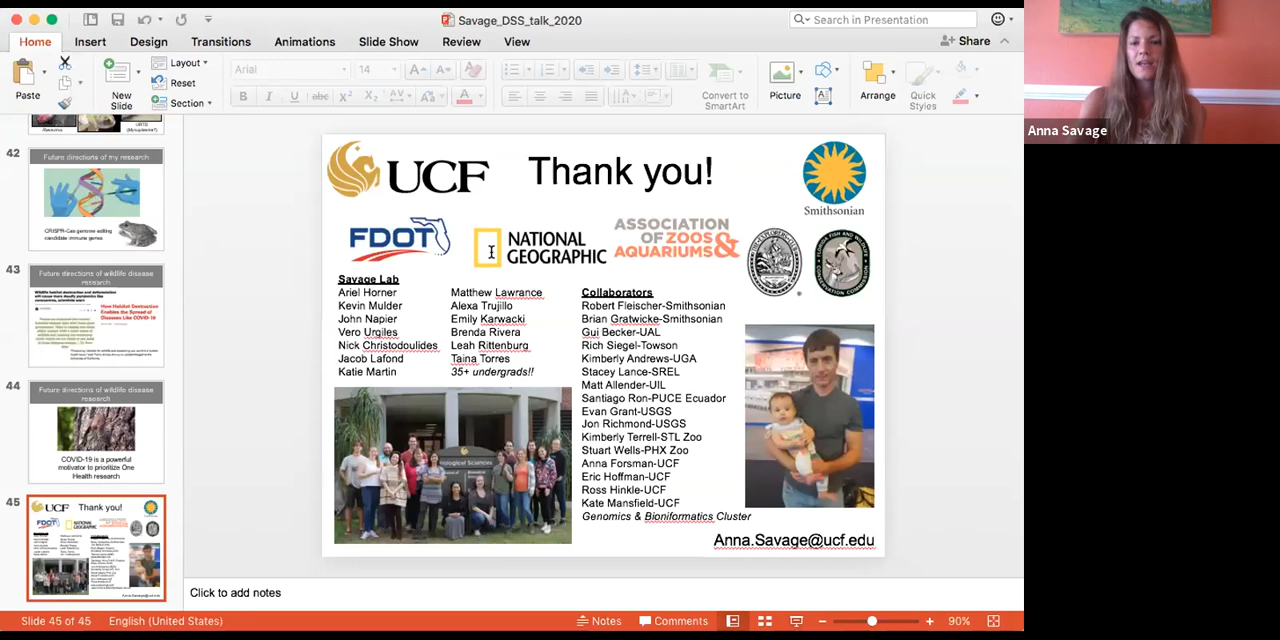 Savage_DSS_talk_2020
Search in Presentation
Home Insert Design Transitions Animations Slide Show Review View
Share
Paste
New
Slide
Layout
Reset
Section
Arial 14
B I U abc X² X₂ AV Aa A
Convert to
SmartArt
Picture
Arrange
Quick
Styles
Anna Savage
42
Future directions of my research
CRISPR-Cas genome editing
candidate immune genes
43
Future directions of wildlife disease
research
How Habitat Destruction
Enables the Spread of
Diseases Like COVID-19
44
Future directions of wildlife disease
research
COVID-19 is a powerful
motivator to prioritize One
Health research
45
UCF Thank you!
UCF
Thank you!
Smithsonian
FDOT
NATIONAL
GEOGRAPHIC
ASSOCIATION
OF ZOOS &
AQUARIUMS
Savage Lab
Ariel Horner
Kevin Mulder
John Napier
Vero Urgiles
Nick Christodoulides
Jacob Lafond
Katie Martin
Matthew Lawrance
Alexa Trujillo
Emily Karwacki
Brenda Rivera
Leah Rittenburg
Taina Torres
35+ undergrads!!
Collaborators
Robert Fleischer-Smithsonian
Brian Gratwicke-Smithsonian
Gui Becker-UAL
Rich Siegel-Towson
Kimberly Andrews-UGA
Stacey Lance-SREL
Matt Allender-UIL
Santiago Ron-PUCE Ecuador
Evan Grant-USGS
Jon Richmond-USGS
Kimberly Terrell-STL Zoo
Stuart Wells-PHX Zoo
Anna Forsman-UCF
Eric Hoffman-UCF
Ross Hinkle-UCF
Kate Mansfield-UCF
Genomics & Bioniformatics Cluster
Anna.Savage@ucf.edu
Click to add notes
Slide 45 of 45 English (United States)
Notes Comments 90%